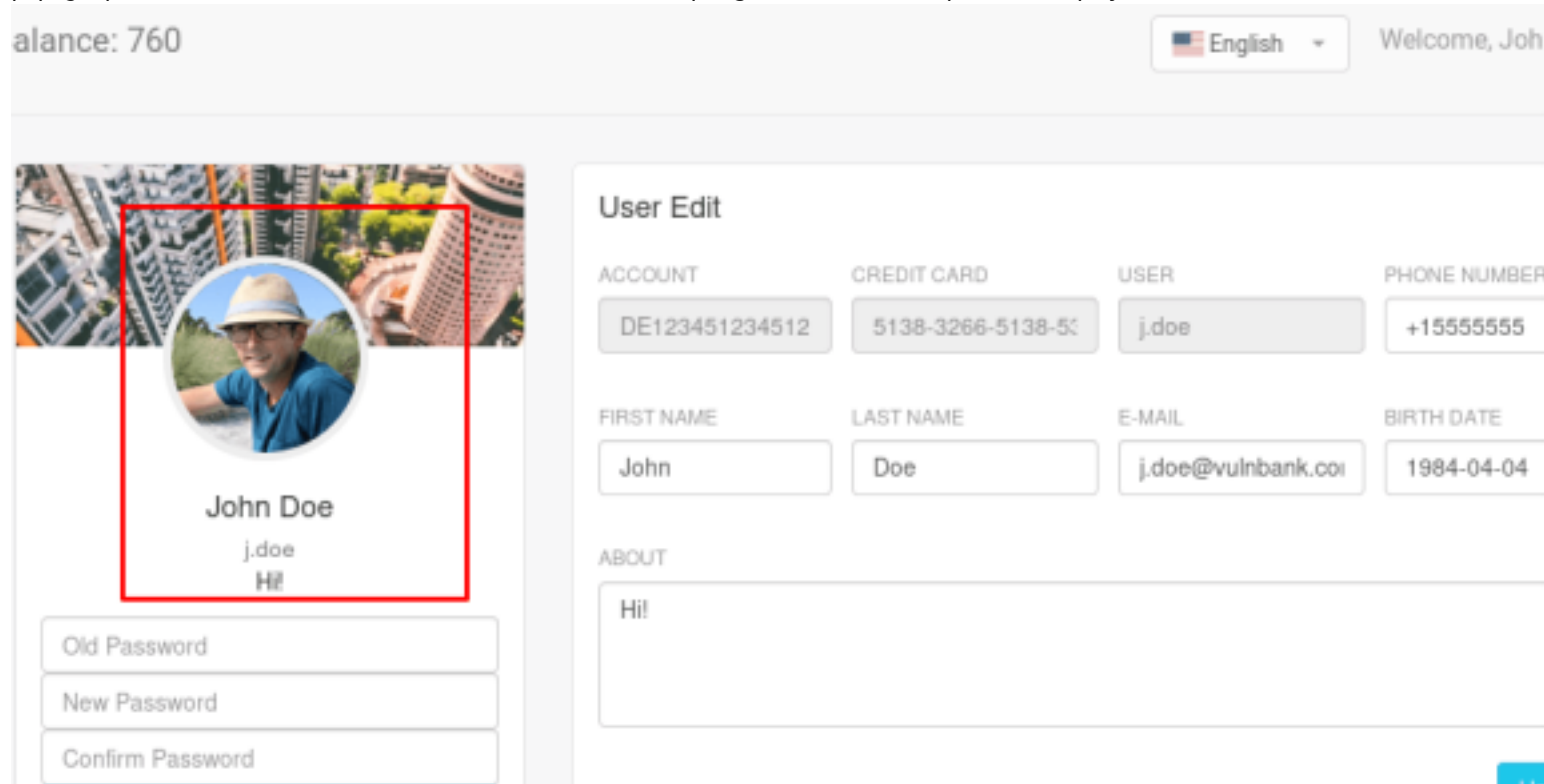 alance: 760
English
Welcome, Joh
User Edit
ACCOUNT
CREDIT CARD
USER
PHONE NUMBER
DE123451234512
5138-3266-5138-5
j.doe
+15555555
FIRST NAME
LAST NAME
E-MAIL
BIRTH DATE
John
Doe
j.doe@vulnbank.co
1984-04-04
ABOUT
Hi!
John Doe
j.doe
Hi!
Old Password
New Password
Confirm Password